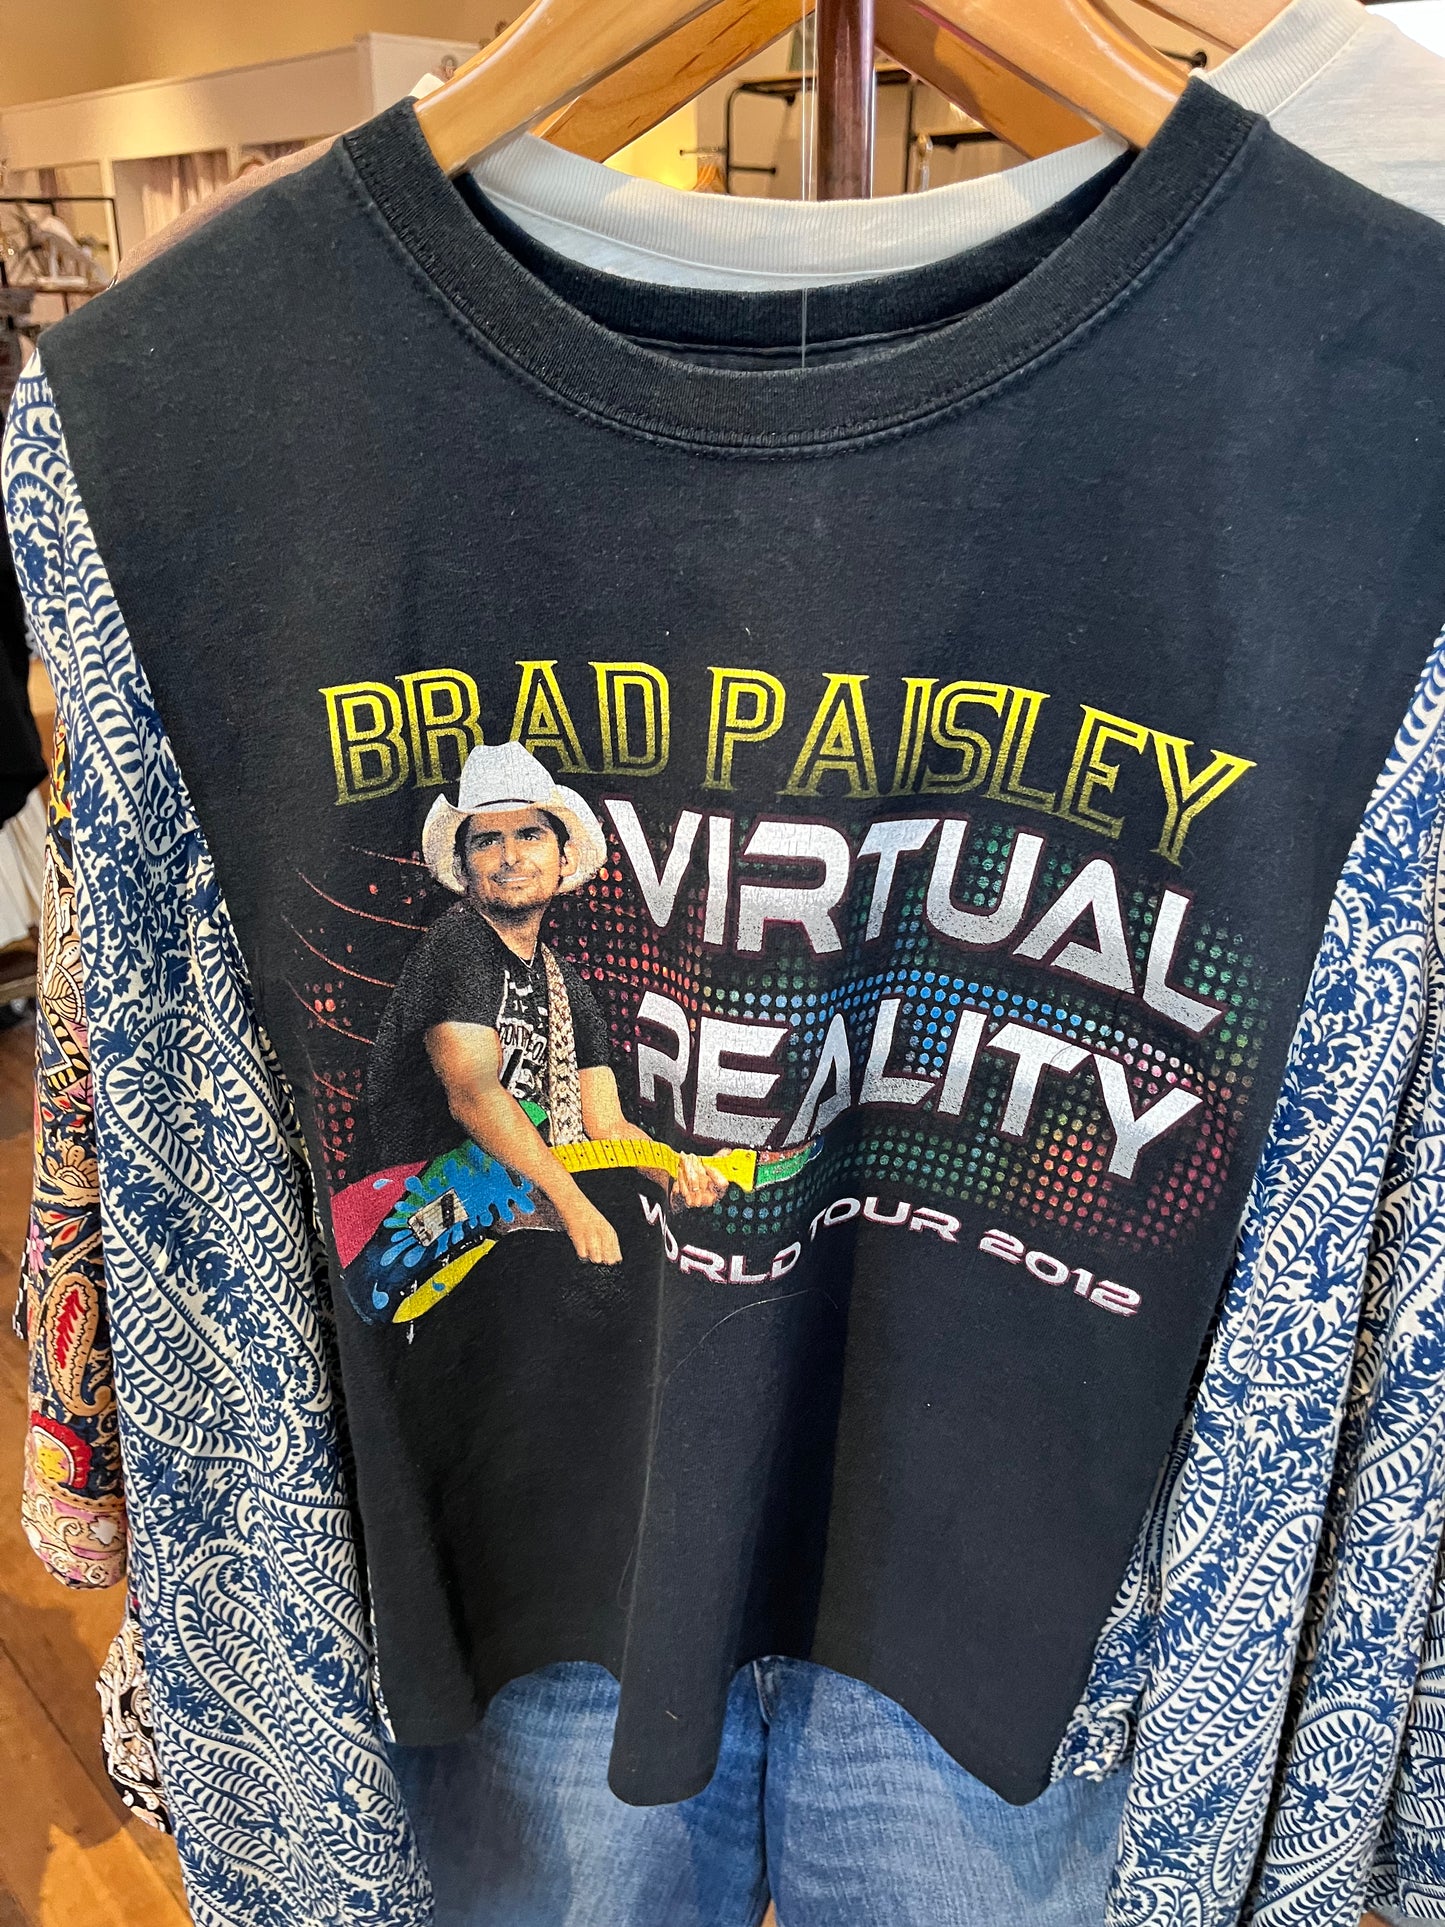 BRAD PAISLEY
VIRTUAL
REALITY
WORLD TOUR 2012